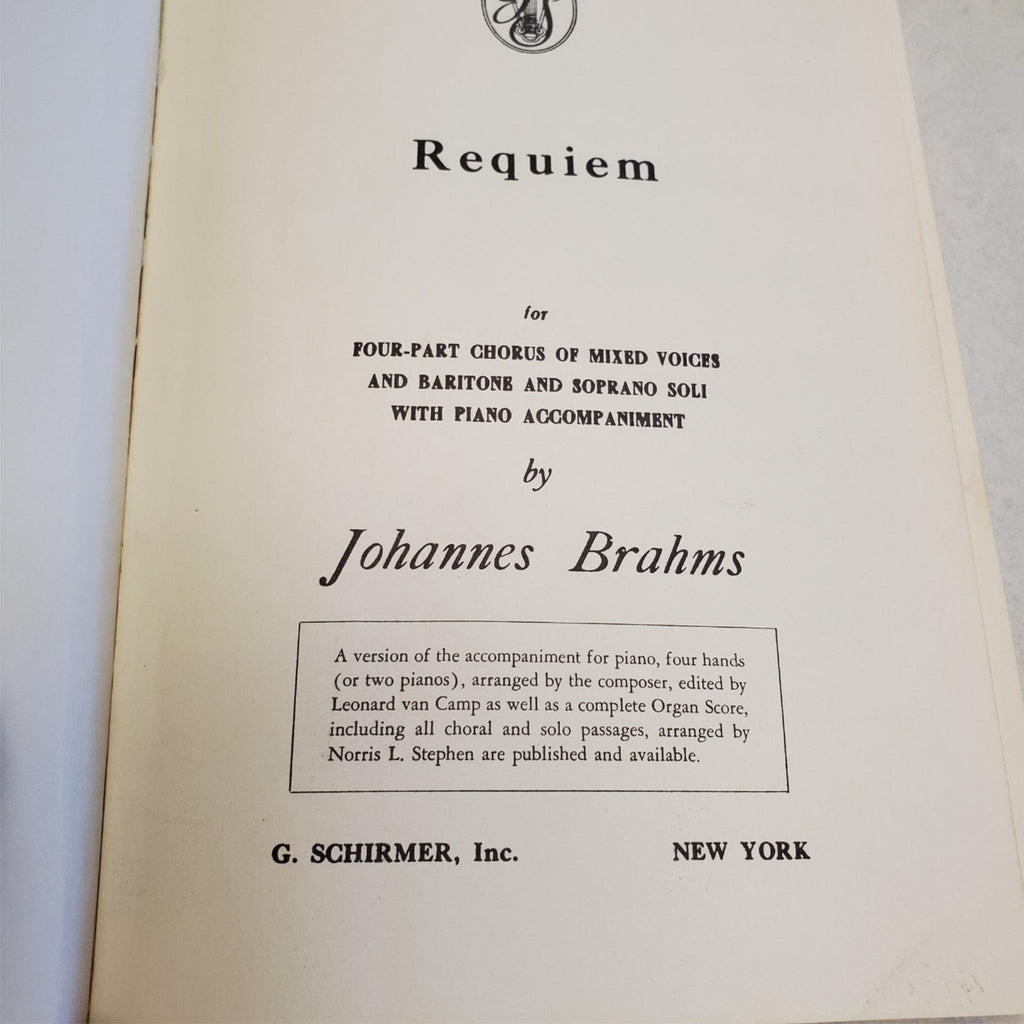 Requiem
for
FOUR-PART CHORUS OF MIXED VOICES
AND BARITONE AND SOPRANO SOLI
WITH PIANO ACCOMPANIMENT
by
Johannes Brahms
A version of the accompaniment for piano, four hands
(or two pianos), arranged by the composer, edited by
Leonard van Camp as well as a complete Organ Score,
including all choral and solo passages, arranged by
Norris L. Stephen are published and available.
G. SCHIRMER, Inc. NEW YORK